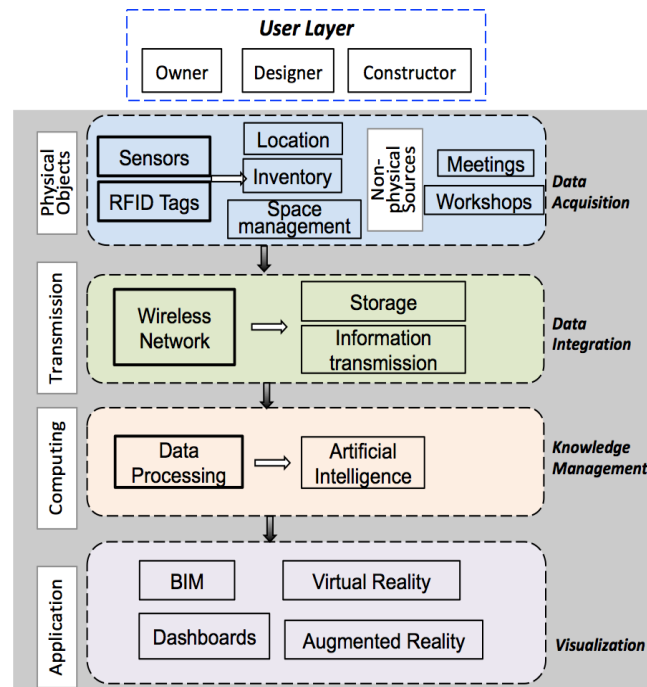 User Layer
Owner
Designer
Constructor
Physical
Objects
Sensors
RFID Tags
Location
Inventory
Space
management
Non-
physical
Sources
Meetings
Workshops
Data
Acquisition
Transmission
Wireless
Network
Storage
Information
transmission
Data
Integration
Computing
Data
Processing
Artificial
Intelligence
Knowledge
Management
Application
BIM
Virtual Reality
Dashboards
Augmented Reality
Visualization